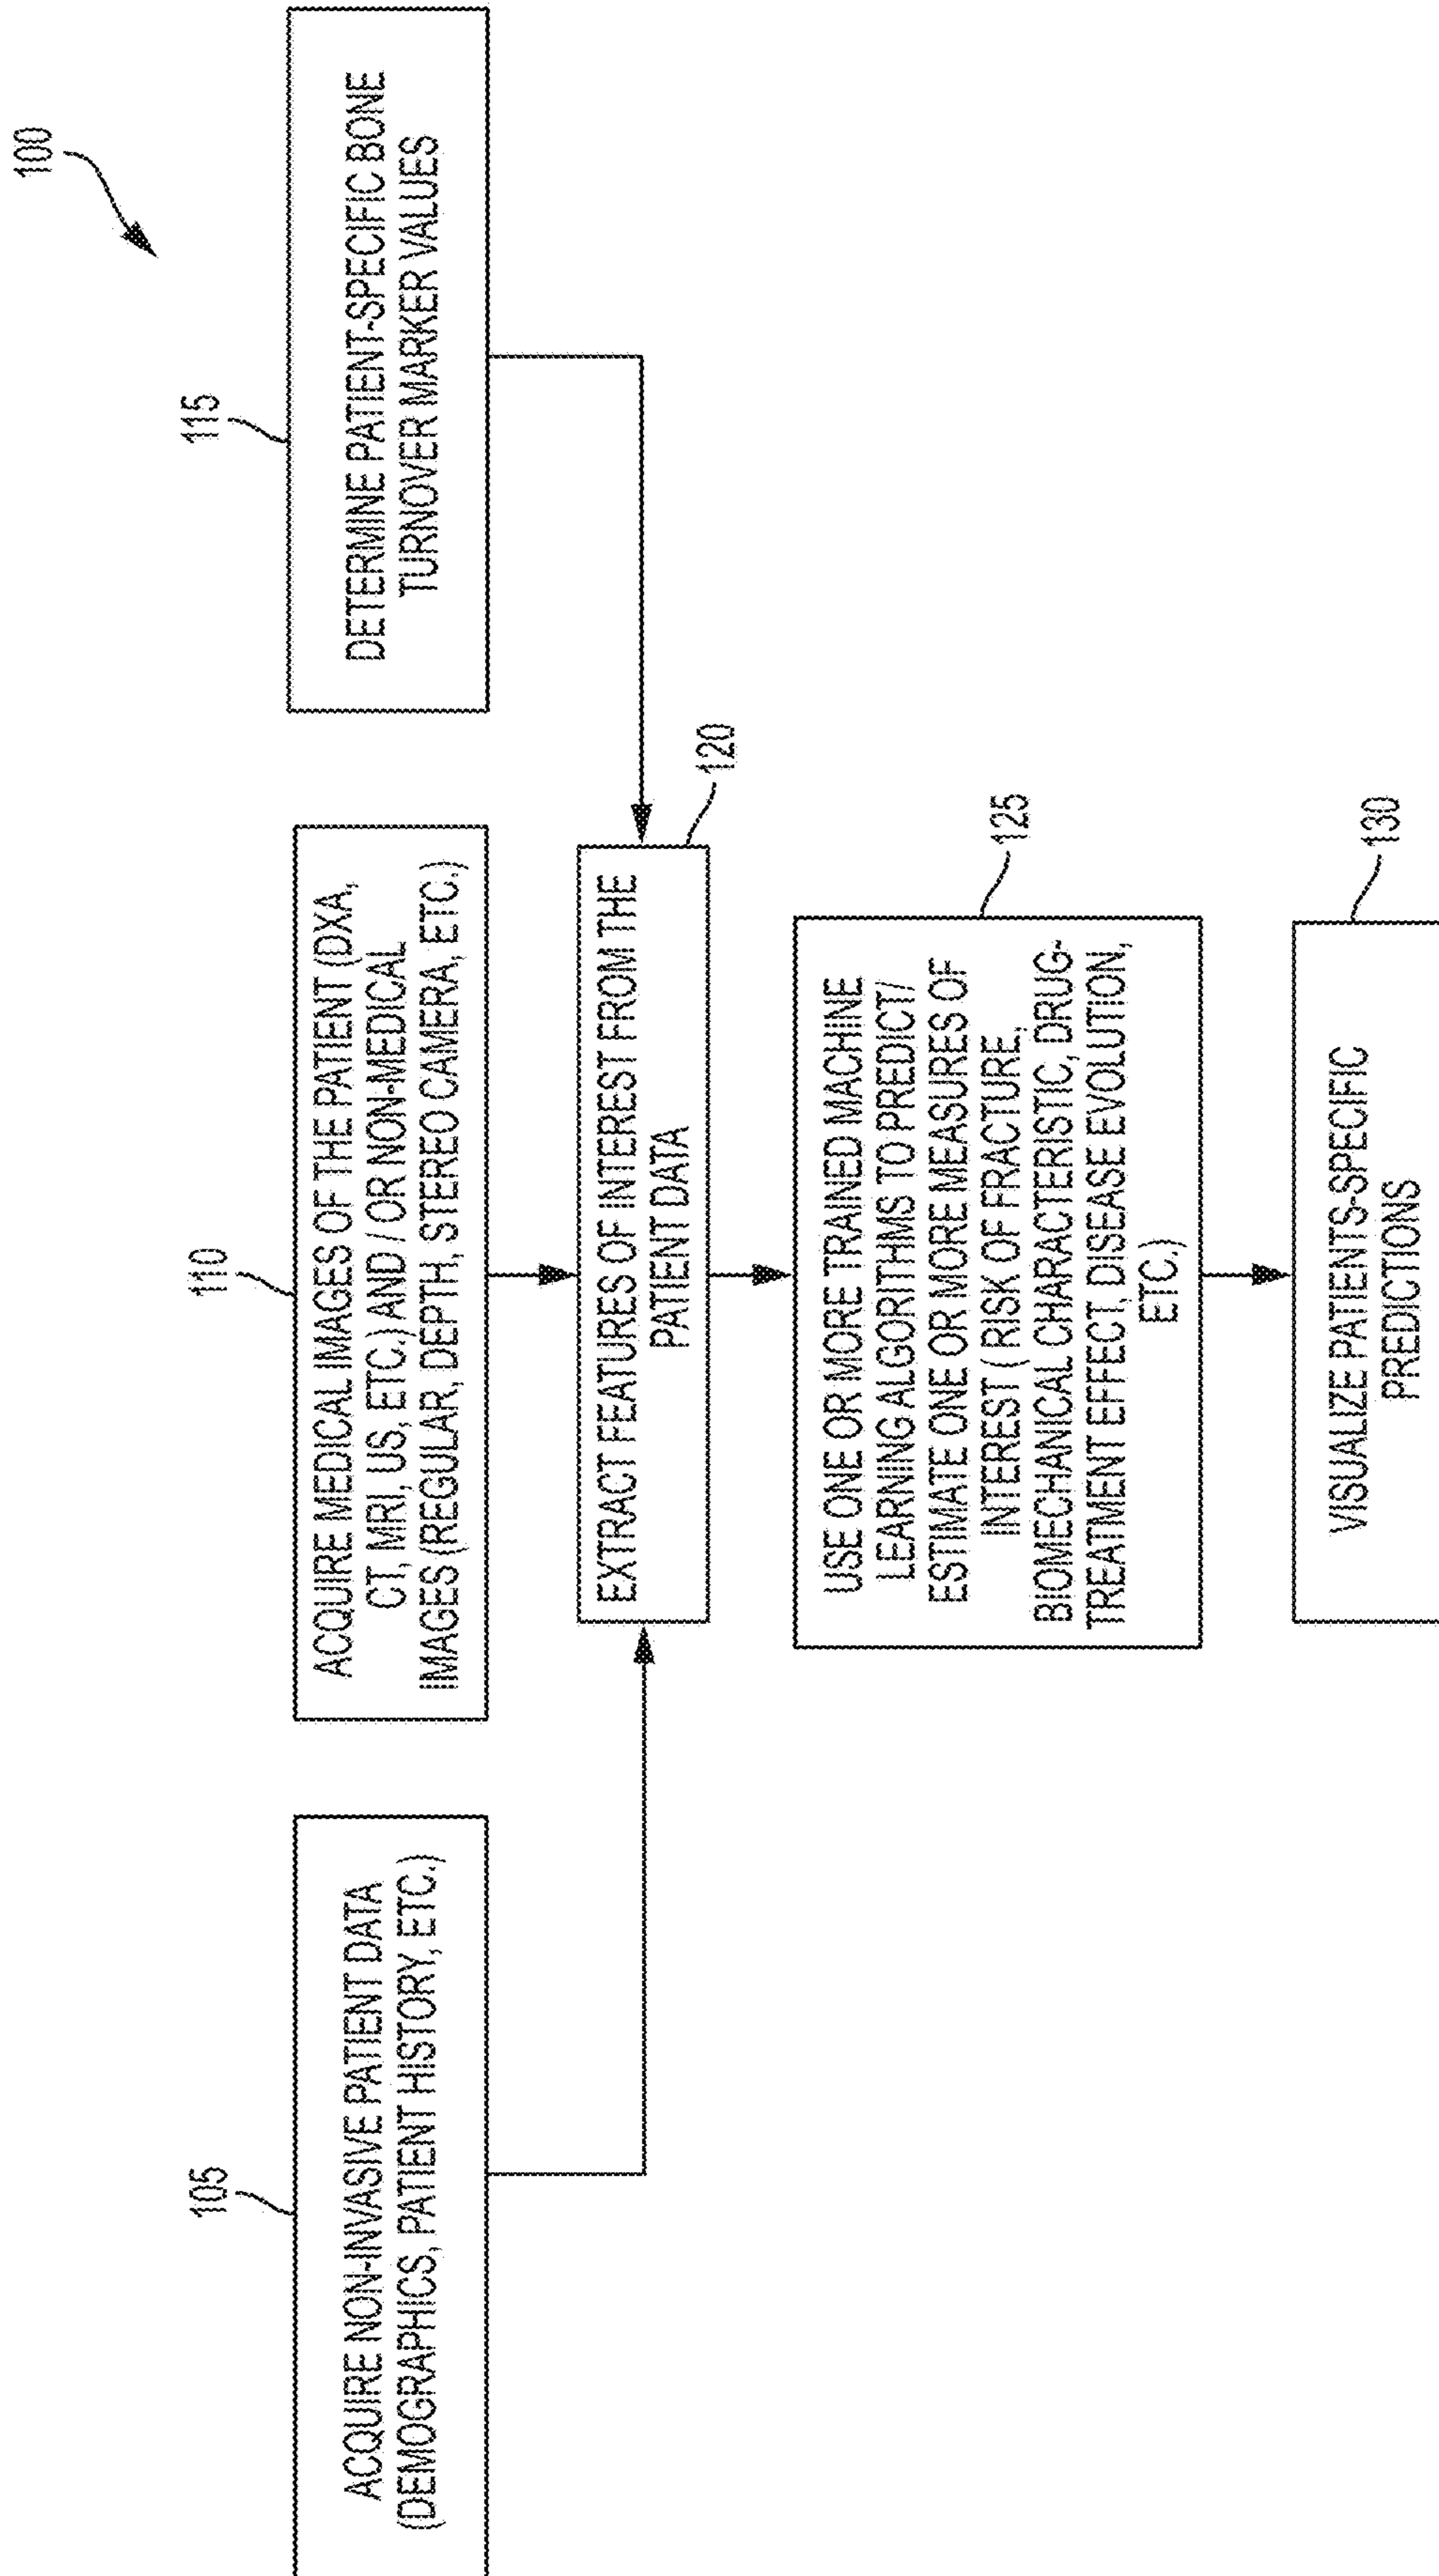 100
105
ACQUIRE NON-INVASIVE PATIENT DATA
(DEMOGRAPHICS, PATIENT HISTORY, ETC.)
110
ACQUIRE MEDICAL IMAGES OF THE PATIENT (DXA,
CT, MRI, US, ETC.) AND / OR NON-MEDICAL
IMAGES (REGULAR, DEPTH, STEREO CAMERA, ETC.)
115
DETERMINE PATIENT-SPECIFIC BONE
TURNOVER MARKER VALUES
120
EXTRACT FEATURES OF INTEREST FROM THE
PATIENT DATA
125
USE ONE OR MORE TRAINED MACHINE
LEARNING ALGORITHMS TO PREDICT/
ESTIMATE ONE OR MORE MEASURES OF
INTEREST ( RISK OF FRACTURE,
BIOMECHANICAL CHARACTERISTIC, DRUG-
TREATMENT EFFECT, DISEASE EVOLUTION,
ETC.)
130
VISUALIZE PATIENTS-SPECIFIC
PREDICTIONS